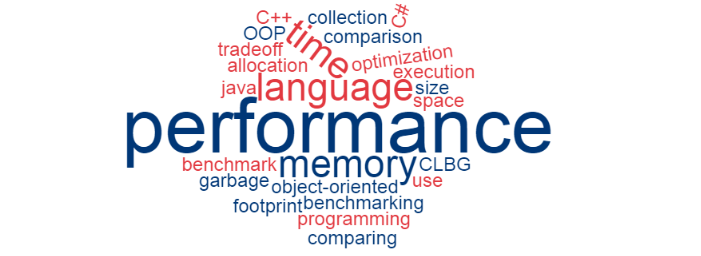 C++ collection C#
OOP time comparison
tradeoff optimization
allocation execution
java language size
space
performance
benchmark memory CLBG
garbage object-oriented use
footprint benchmarking
programming
comparing